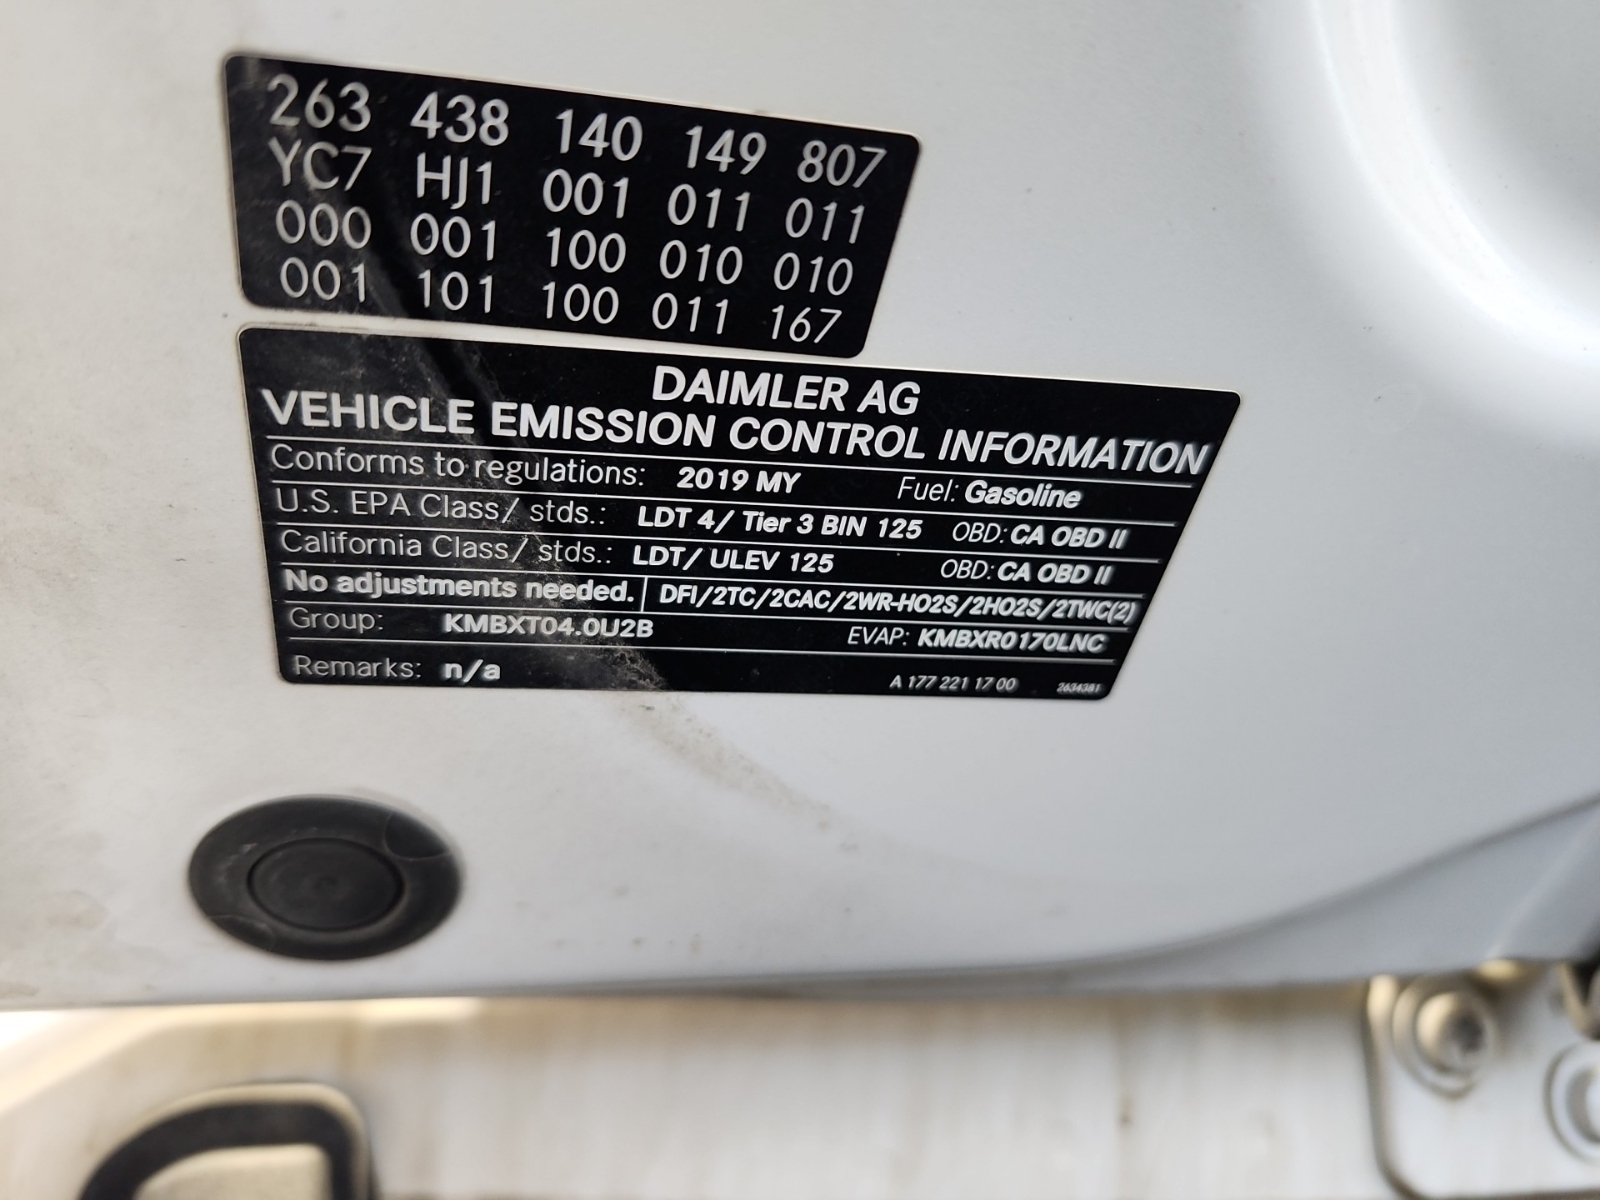 263 438 140 149 807
YC7 HJ1 001 011 011
000 001 100 010 010
001 101 100 011 167
DAIMLER AG
VEHICLE EMISSION CONTROL INFORMATION
Conforms to regulations: 2019 MY Fuel: Gasoline
U.S. EPA Class/ stds.: LDT 4/ Tier 3 BIN 125 OBD: CA OBD II
California Class/ stds.: LDT/ ULEV 125 OBD: CA OBD II
No adjustments needed. DFI/2TC/2CAC/2WR-HO2S/2HO2S/2TWC(2)
Group: KMBXT04.0U2B EVAP: KMBXR0170LNC
Remarks: n/a A 177 221 17 00 2634381